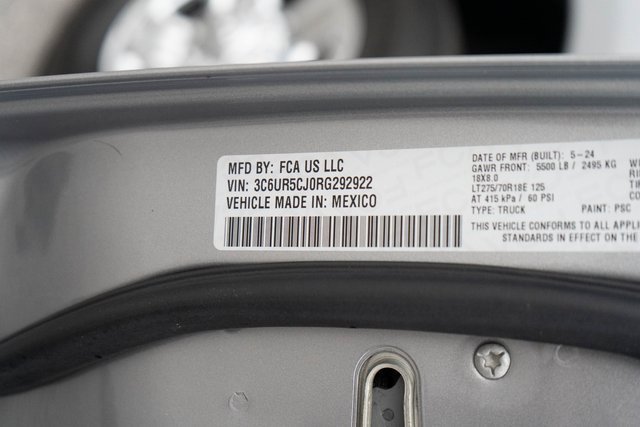 MFD BY: FCA US LLC
VIN: 3C6UR5CJ0RG292922
VEHICLE MADE IN: MEXICO
DATE OF MFR (BUILT): 5-24
GAWR FRONT: 5500 LB / 2495 KG
18X8.0
LT275/70R18E 125
AT 415 kPa / 60 PSI
TYPE: TRUCK PAINT: PSC
THIS VEHICLE CONFORMS TO ALL
STANDARDS IN EFFECT ON THE